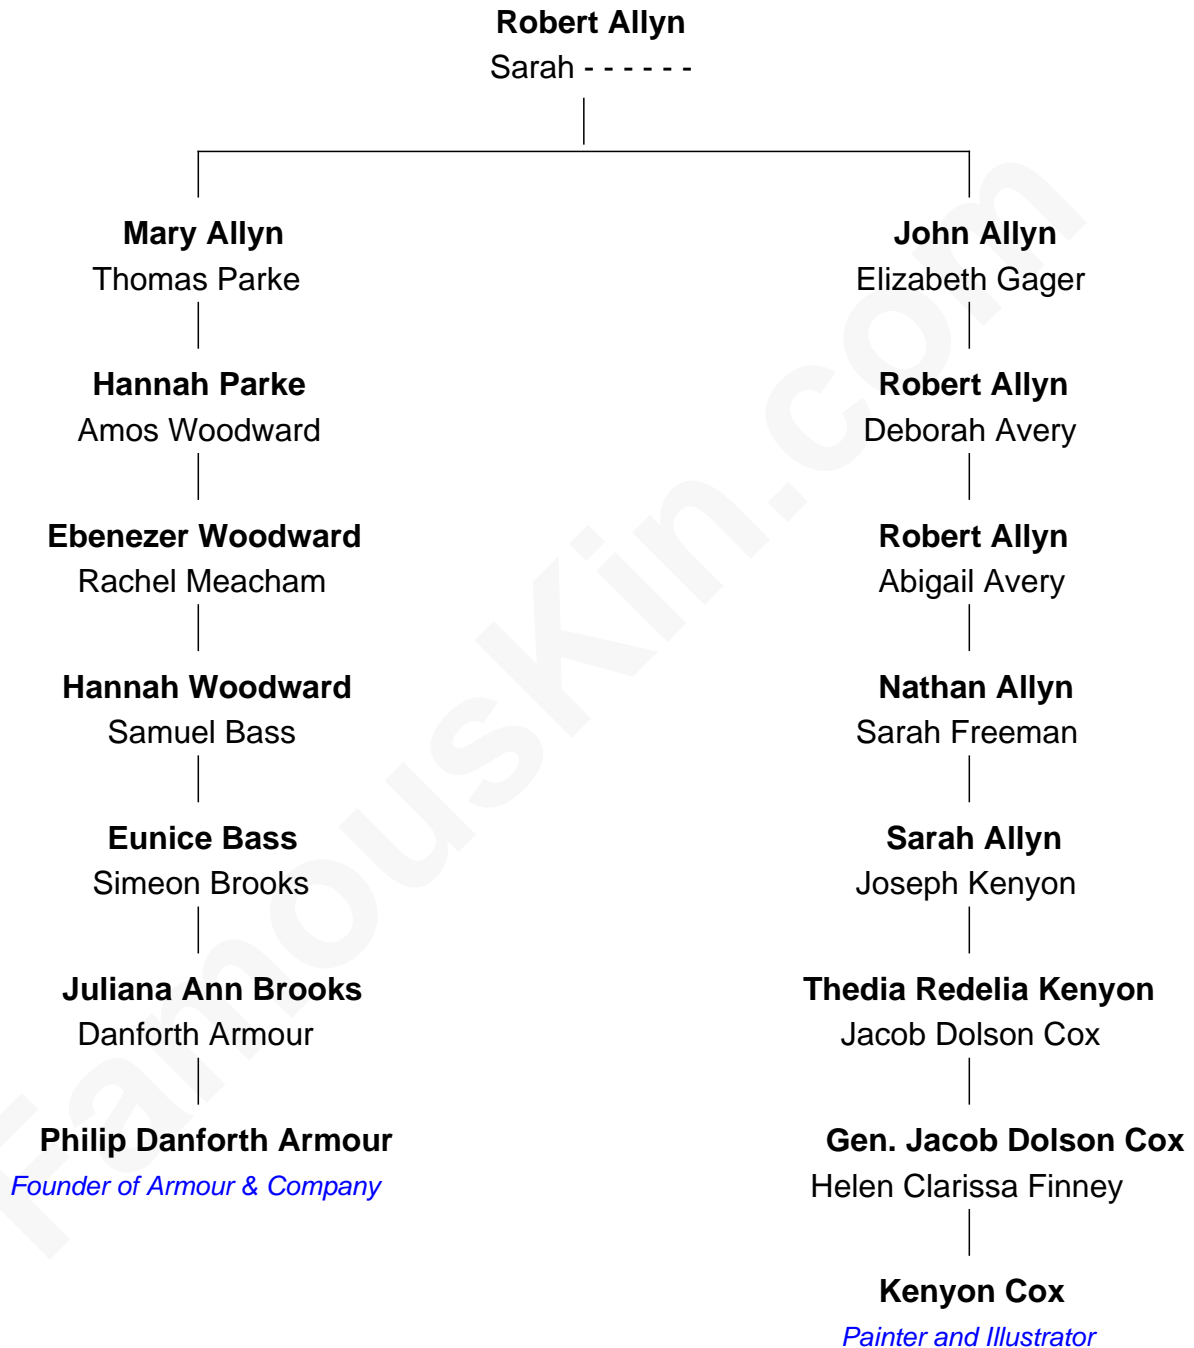 Robert Allyn
Sarah - - - - - -
Mary Allyn
Thomas Parke
John Allyn
Elizabeth Gager
Hannah Parke
Amos Woodward
Robert Allyn
Deborah Avery
Ebenezer Woodward
Rachel Meacham
Robert Allyn
Abigail Avery
Hannah Woodward
Samuel Bass
Nathan Allyn
Sarah Freeman
Eunice Bass
Simeon Brooks
Sarah Allyn
Joseph Kenyon
Juliana Ann Brooks
Danforth Armour
Thedia Redelia Kenyon
Jacob Dolson Cox
Philip Danforth Armour
Founder of Armour & Company
Gen. Jacob Dolson Cox
Helen Clarissa Finney
Kenyon Cox
Painter and Illustrator
FamousKin.com